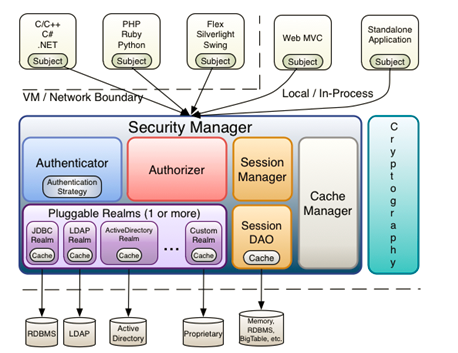 C/C++
C#
.NET
Subject
PHP
Ruby
Python
Subject
Flex
Silverlight
Swing
Subject
Web MVC
Subject
Standalone
Application
Subject
VM / Network Boundary
Local / In-Process
Security Manager
Authenticator
Authentication
Strategy
Authorizer
Session
Manager
Cache
Manager
Cryptography
Pluggable Realms (1 or more)
JDBC
Realm
Cache
LDAP
Realm
Cache
ActiveDirectory
Realm
Cache
...
Custom
Realm
Cache
Session
DAO
Cache
RDBMS
LDAP
Active
Directory
Proprietary
Memory,
RDBMS,
BigTable, etc.